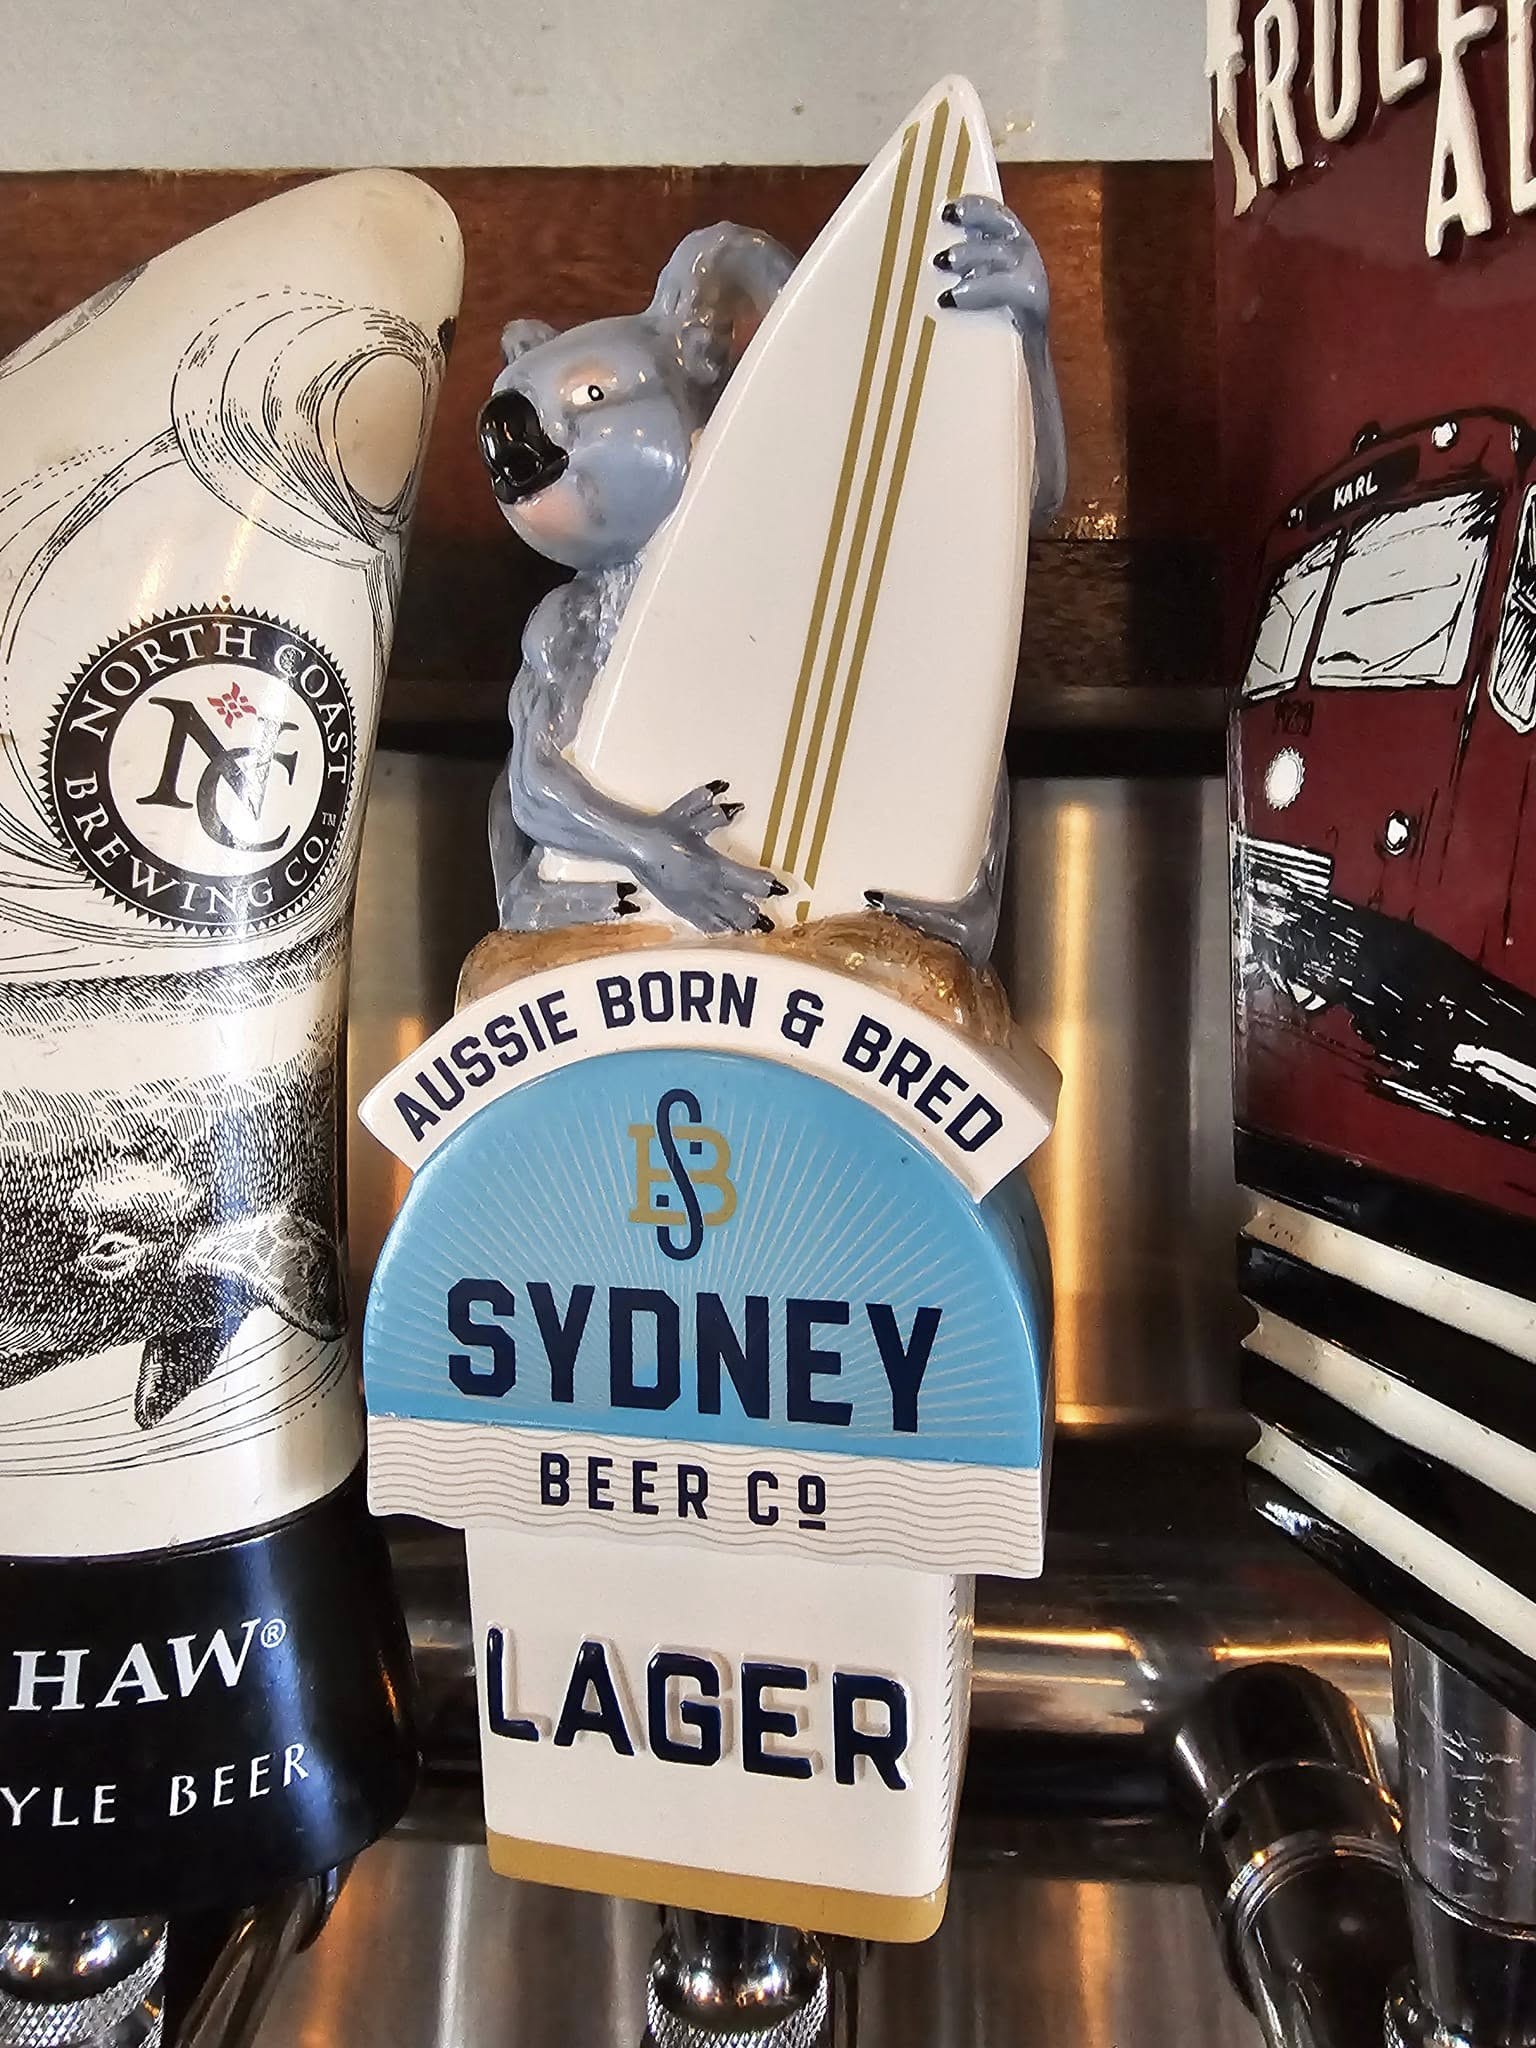 NORTH COAST
BREWING CO.™
NC
HAW®
YLE BEER
AUSSIE BORN & BRED
SB
SYDNEY
BEER Cº
LAGER
KARL